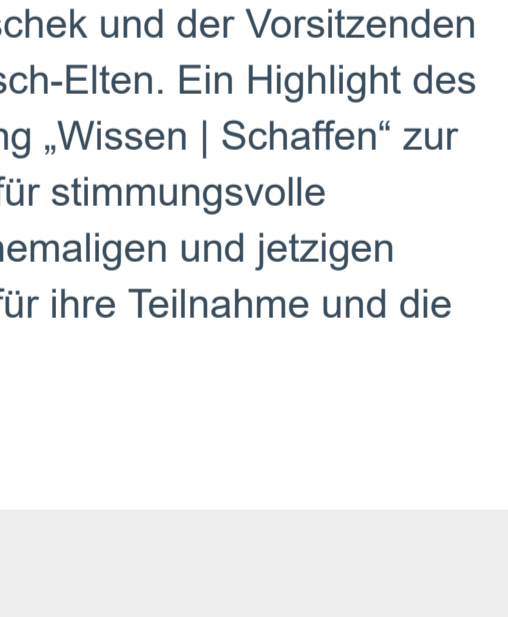 schek und der Vorsitzenden
sch-Elten. Ein Highlight des
ng „Wissen | Schaffen“ zur
für stimmungsvolle
hemaligen und jetzigen
für ihre Teilnahme und die